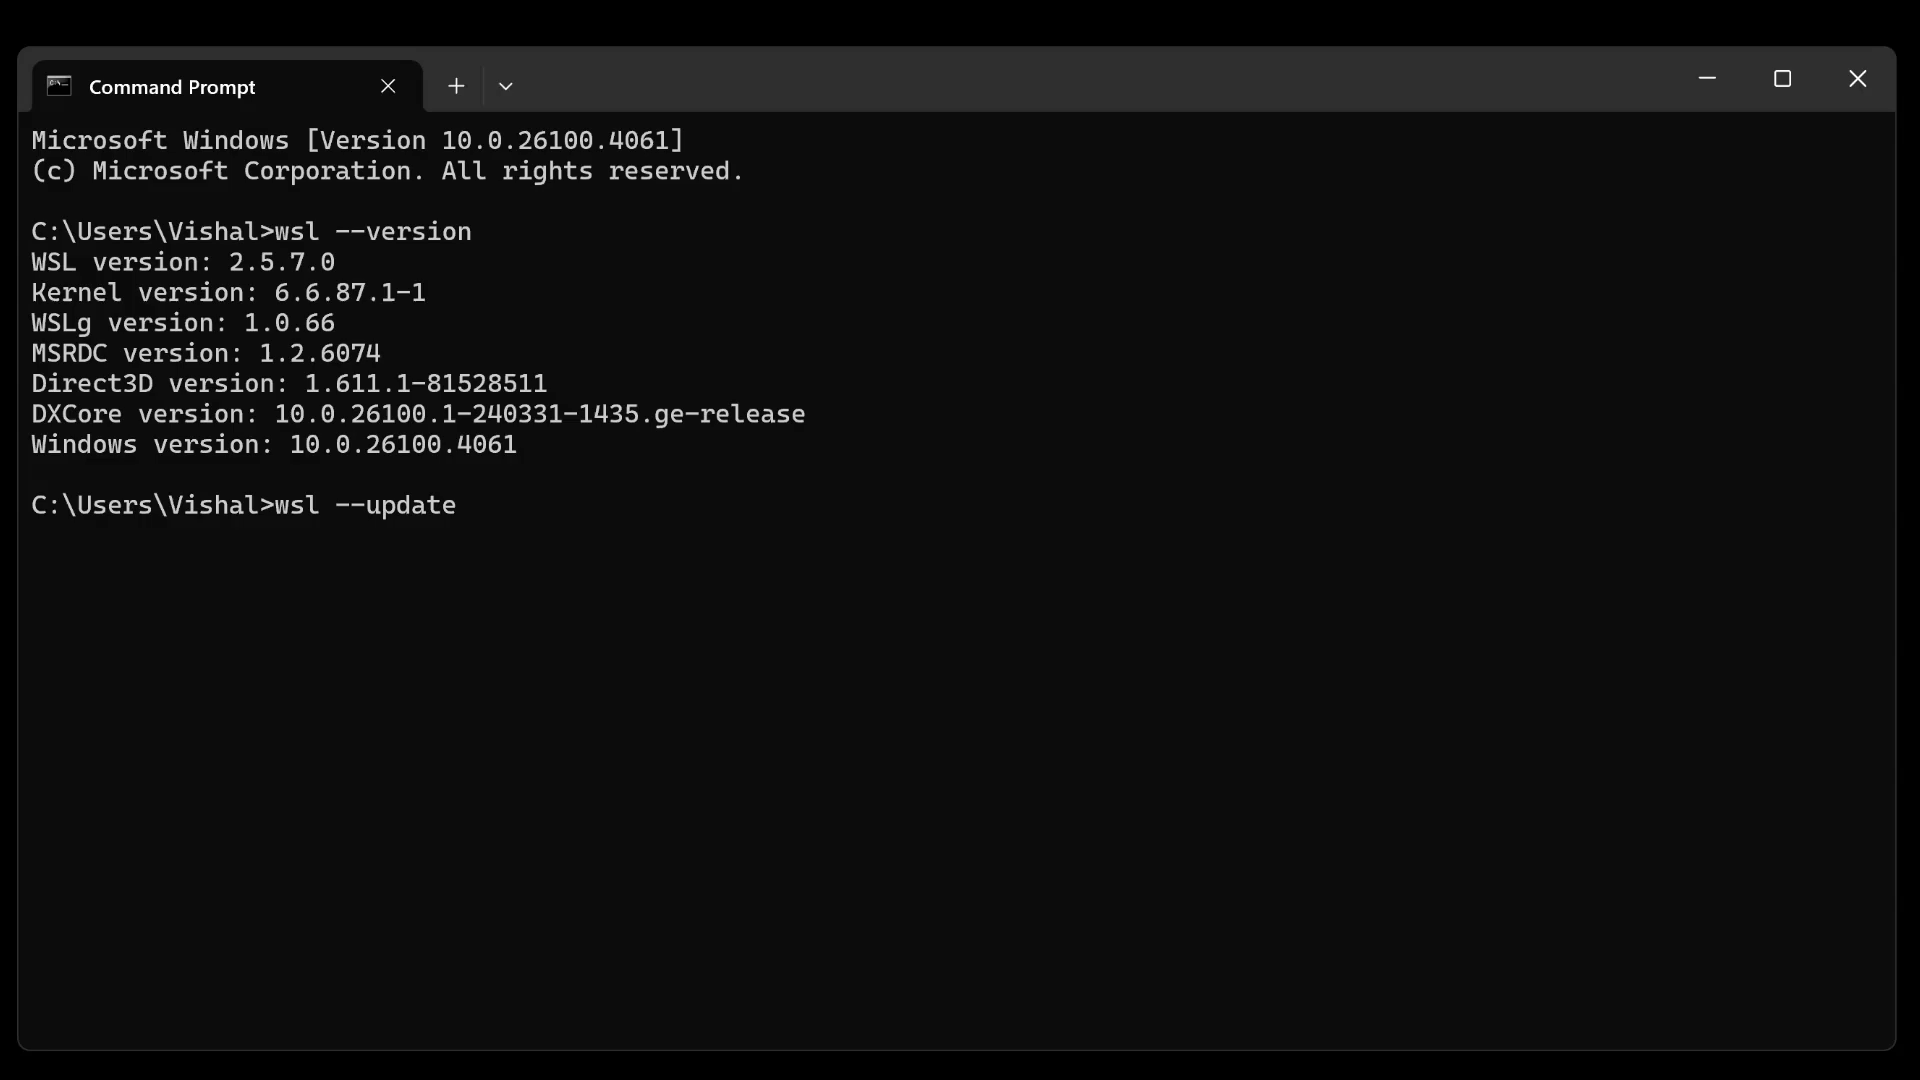 Command Prompt
Microsoft Windows [Version 10.0.26100.4061]
(c) Microsoft Corporation. All rights reserved.
C:\Users\Vishal>wsl --version
WSL version: 2.5.7.0
Kernel version: 6.6.87.1-1
WSLg version: 1.0.66
MSRDC version: 1.2.6074
Direct3D version: 1.611.1-81528511
DXCore version: 10.0.26100.1-240331-1435.ge-release
Windows version: 10.0.26100.4061
C:\Users\Vishal>wsl --update